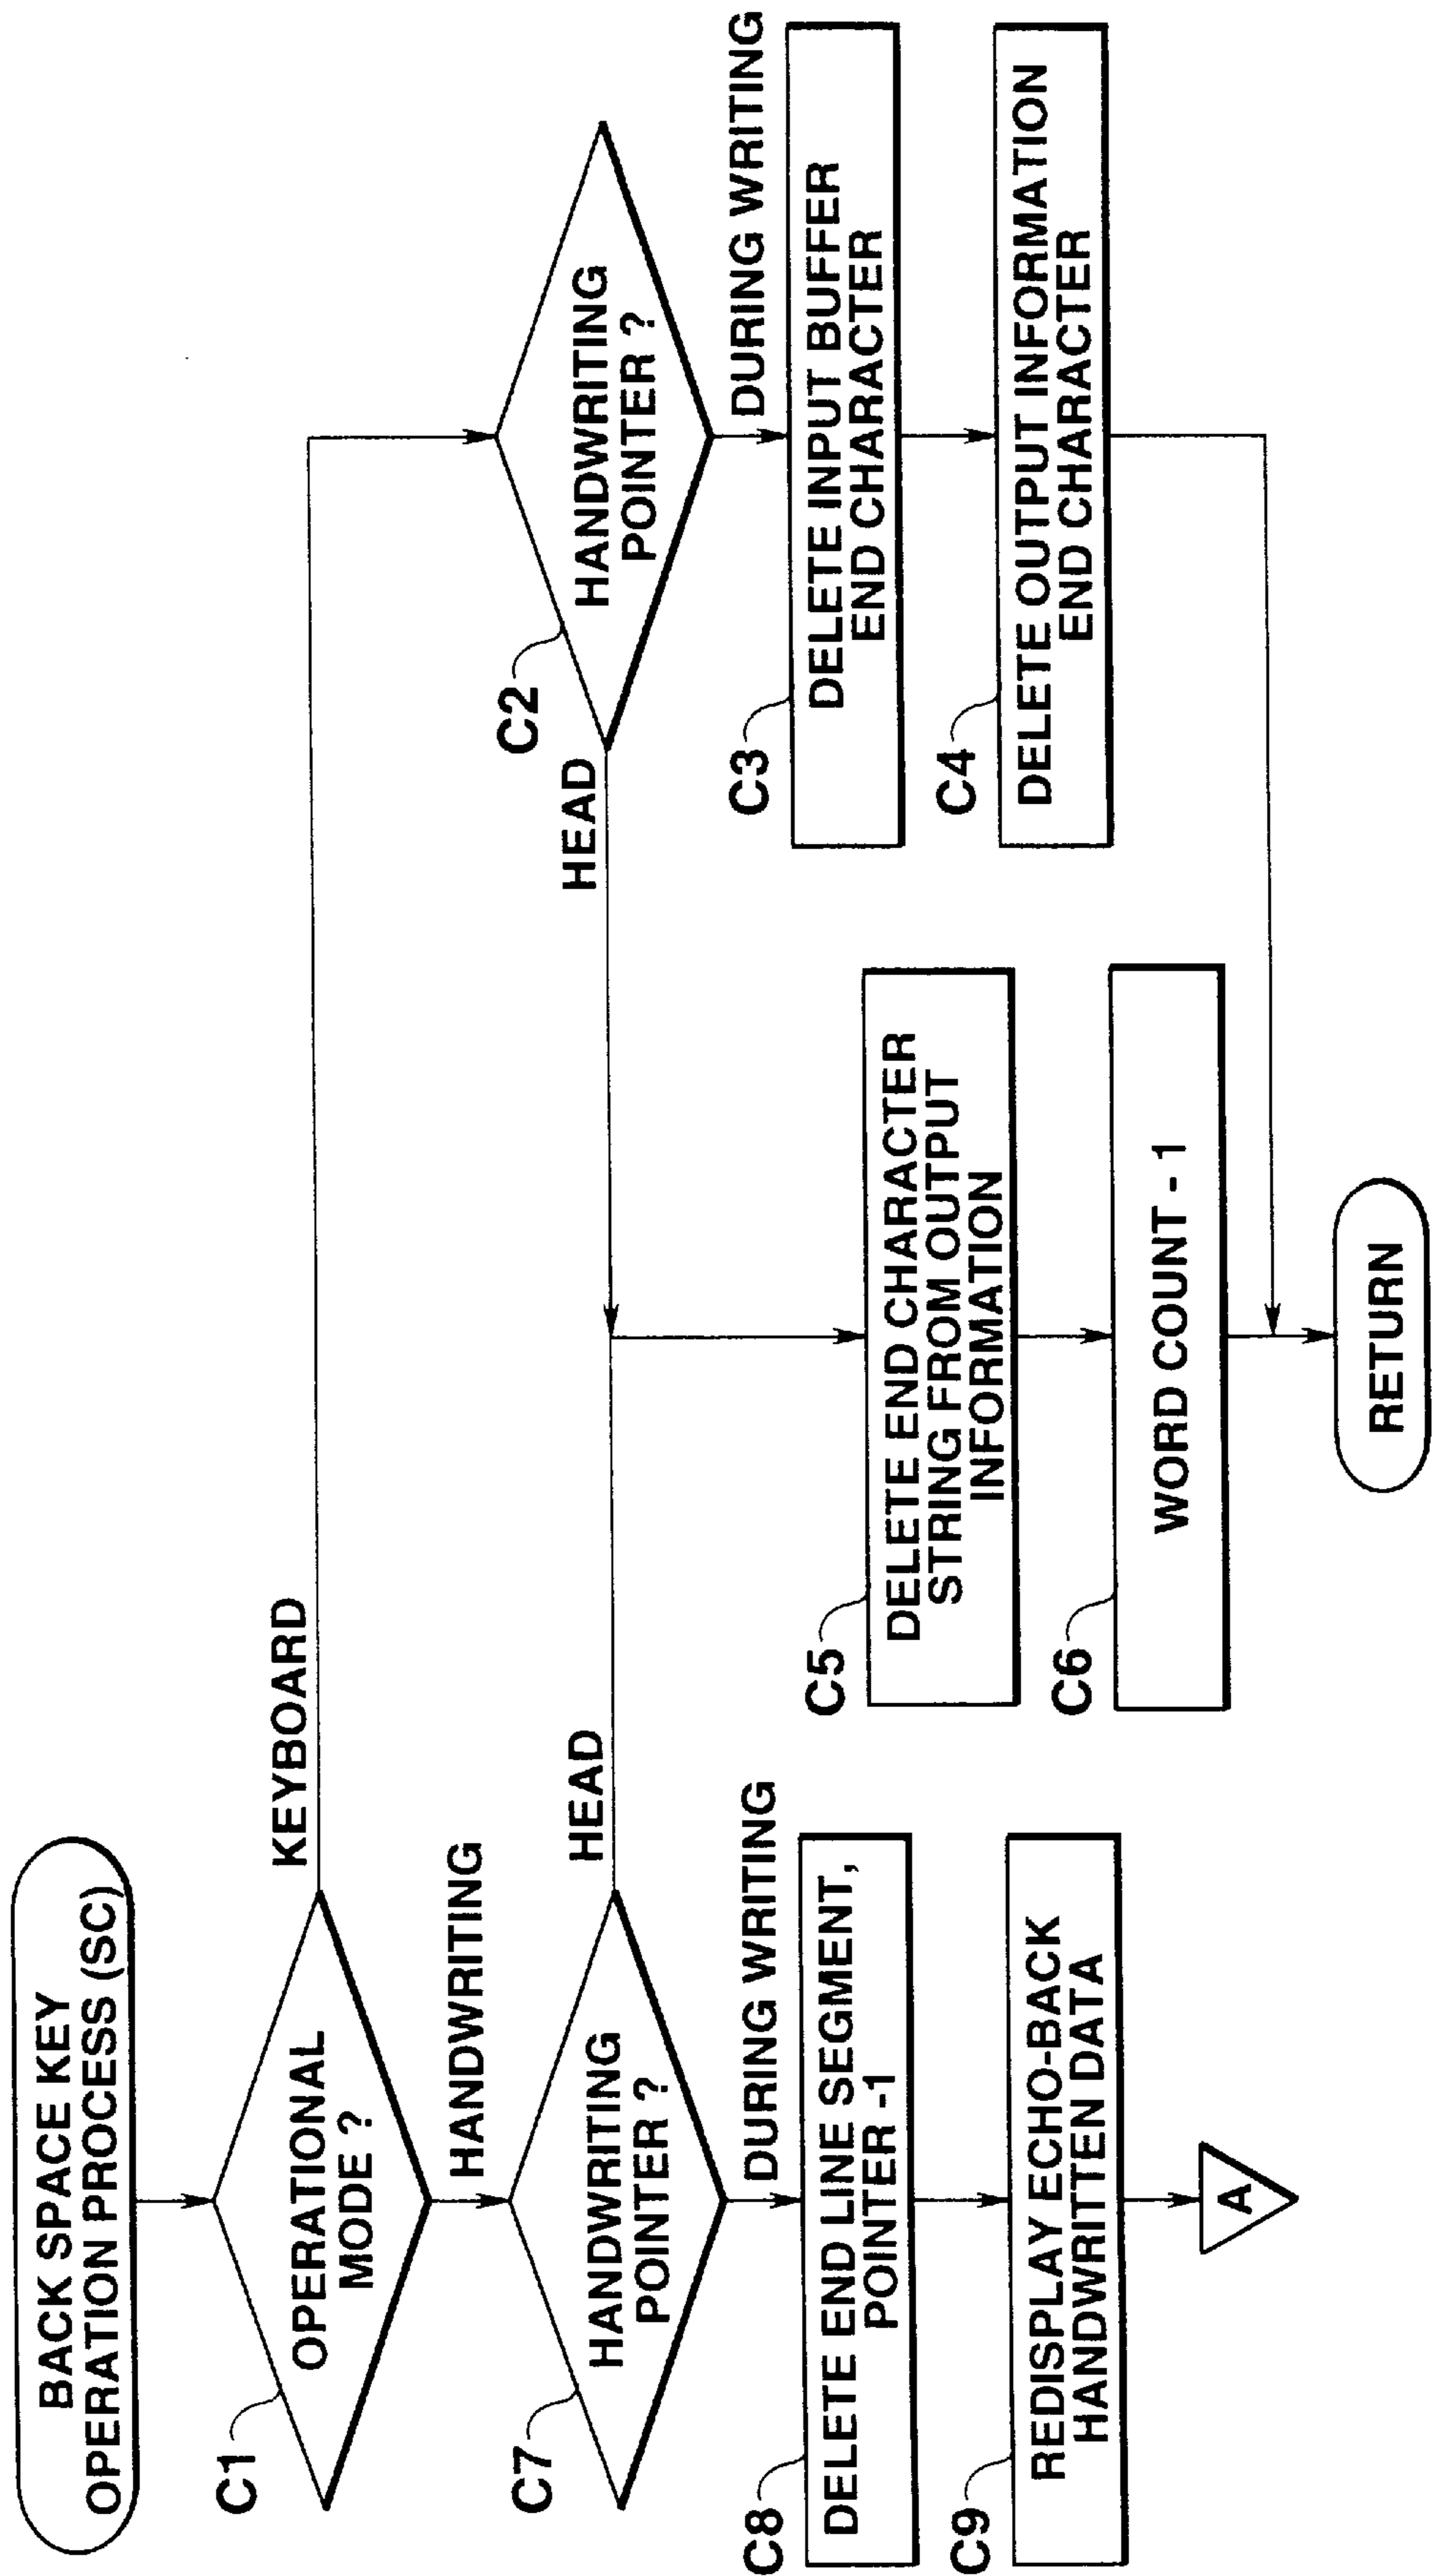 BACK SPACE KEY
OPERATION PROCESS (SC)
C1
OPERATIONAL
MODE ?
KEYBOARD
HANDWRITING
C7
HANDWRITING
POINTER ?
HEAD
DURING WRITING
C8
DELETE END LINE SEGMENT,
POINTER -1
C9
REDISPLAY ECHO-BACK
HANDWRITTEN DATA
A
C2
HANDWRITING
POINTER ?
HEAD
DURING WRITING
C3
DELETE INPUT BUFFER
END CHARACTER
C4
DELETE OUTPUT INFORMATION
END CHARACTER
C5
DELETE END CHARACTER
STRING FROM OUTPUT
INFORMATION
C6
WORD COUNT - 1
RETURN